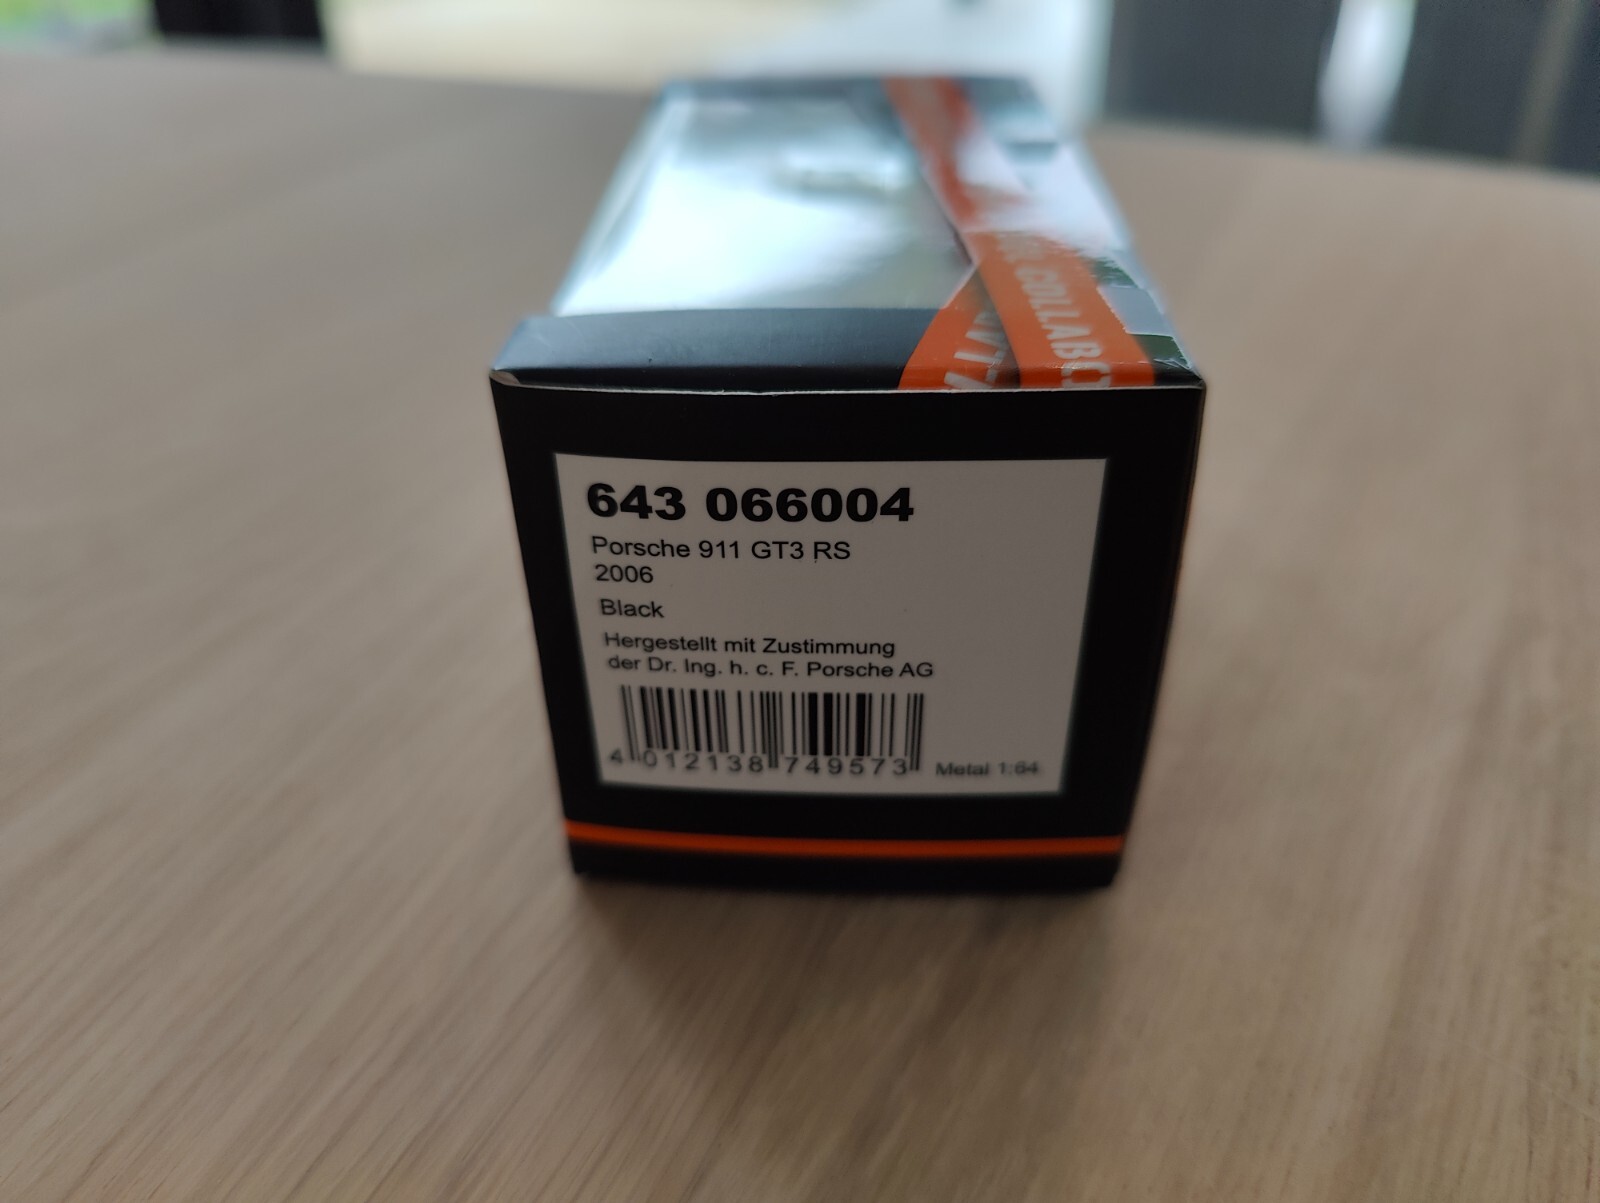 COLLABO
643 066004
Porsche 911 GT3 RS
2006
Black
Hergestellt mit Zustimmung
der Dr. Ing. h. c. F. Porsche AG
4 012138 749573
Metal 1:64